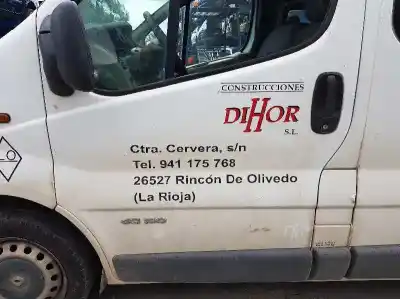 CONSTRUCCIONES
DIHOR
S.L.
Ctra. Cervera, s/n
Tel. 941 175 768
26527 Rincón De Olivedo
(La Rioja)